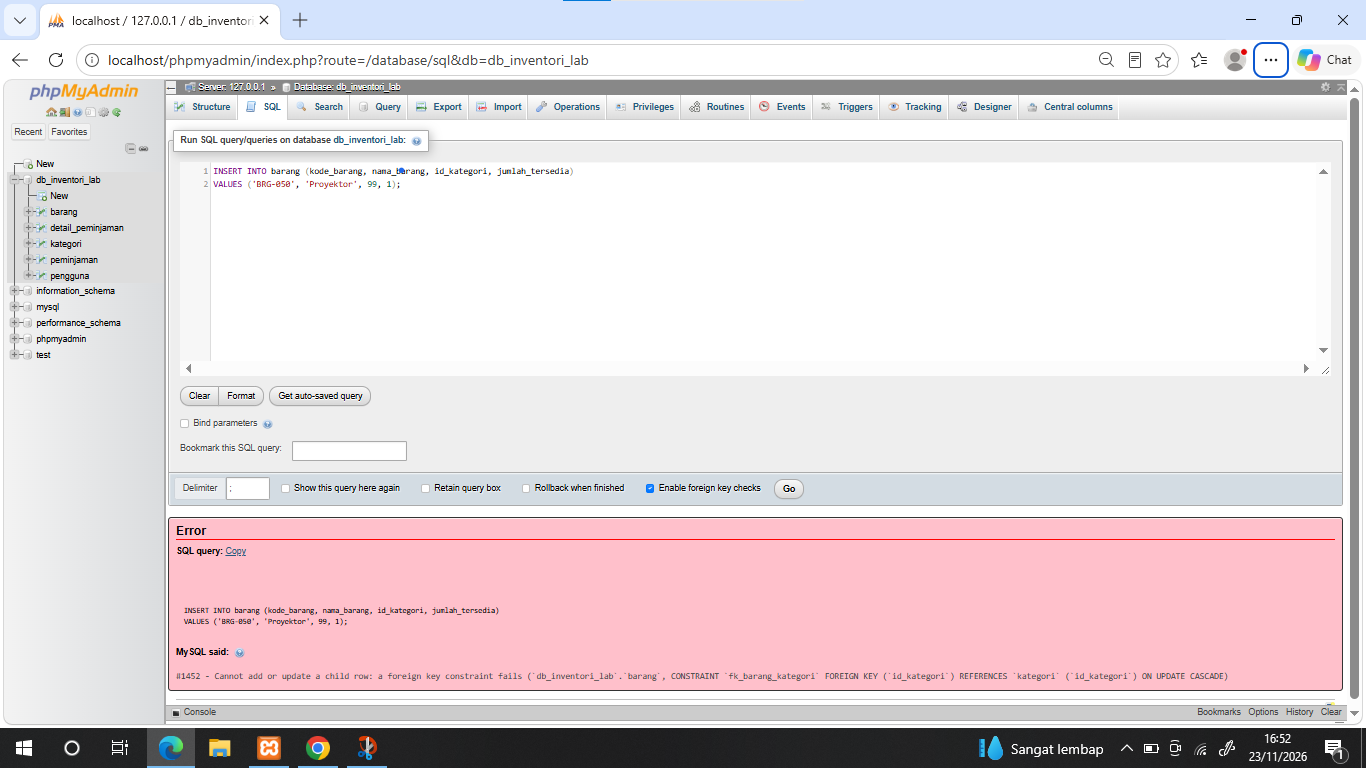 localhost / 127.0.0.1 / db_inventori
localhost/phpmyadmin/index.php?route=/database/sql&db=db_inventori_lab
Chat
phpMyAdmin
Recent
Favorites
New
db_inventori_lab
New
barang
detail_peminjaman
kategori
peminjaman
pengguna
information_schema
mysql
performance_schema
phpmyadmin
test
Server: 127.0.0.1 » Database: db_inventori_lab
Structure SQL Search Query Export Import Operations Privileges Routines Events Triggers Tracking Designer Central columns
Run SQL query/queries on database db_inventori_lab:
1 INSERT INTO barang (kode_barang, nama_barang, id_kategori, jumlah_tersedia)
2 VALUES ('BRG-050', 'Proyektor', 99, 1);
Clear Format Get auto-saved query
Bind parameters
Bookmark this SQL query:
Delimiter ; Show this query here again Retain query box Rollback when finished Enable foreign key checks Go
Error
SQL query: Copy
INSERT INTO barang (kode_barang, nama_barang, id_kategori, jumlah_tersedia)
VALUES ('BRG-050', 'Proyektor', 99, 1);
MySQL said:
#1452 - Cannot add or update a child row: a foreign key constraint fails (`db_inventori_lab`.`barang`, CONSTRAINT `fk_barang_kategori` FOREIGN KEY (`id_kategori`) REFERENCES `kategori` (`id_kategori`) ON UPDATE CASCADE)
Console
Bookmarks Options History Clear
Sangat lembap
16:52
23/11/2026
1